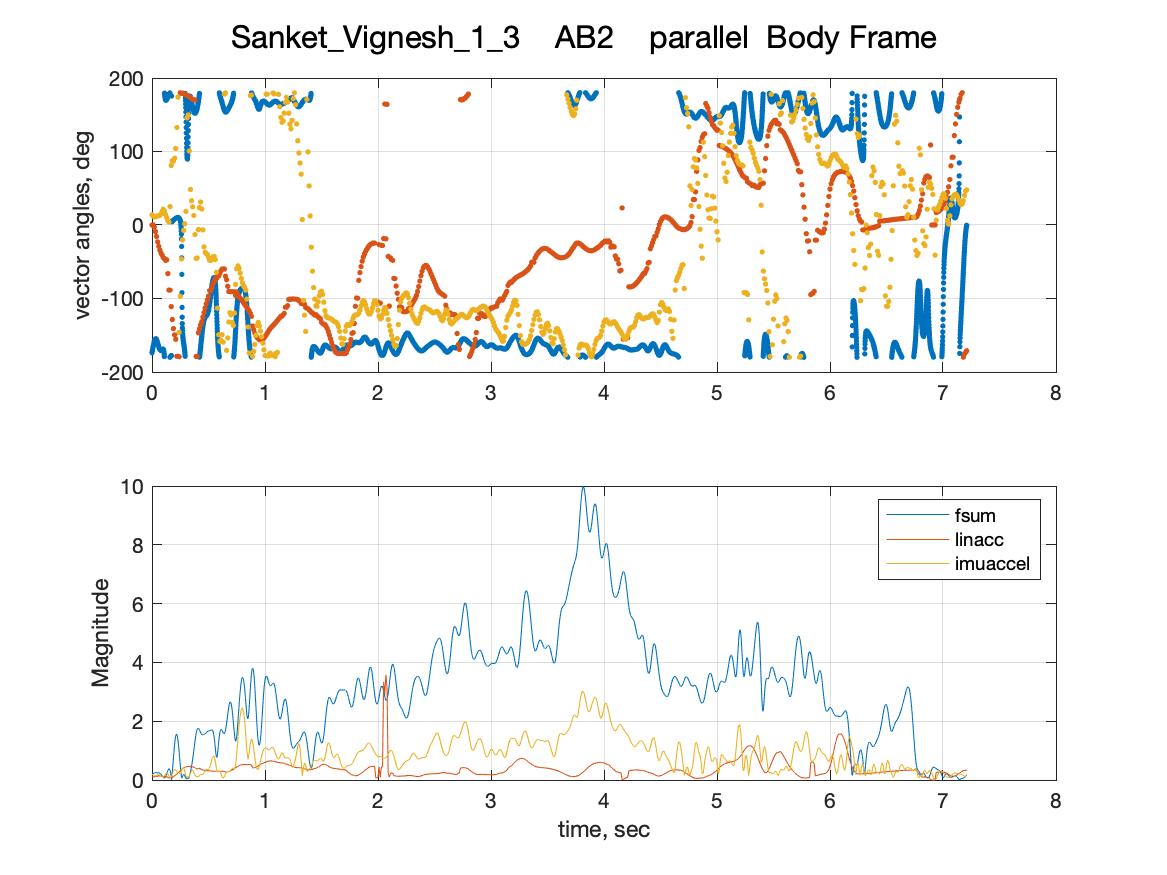 Sanket_Vignesh_1_3 AB2 parallel Body Frame
200
100
0
-100
-200
vector angles, deg
0 1 2 3 4 5 6 7 8
10
8
6
4
2
0
Magnitude
fsum
linacc
imuaccel
0 1 2 3 4 5 6 7 8
time, sec